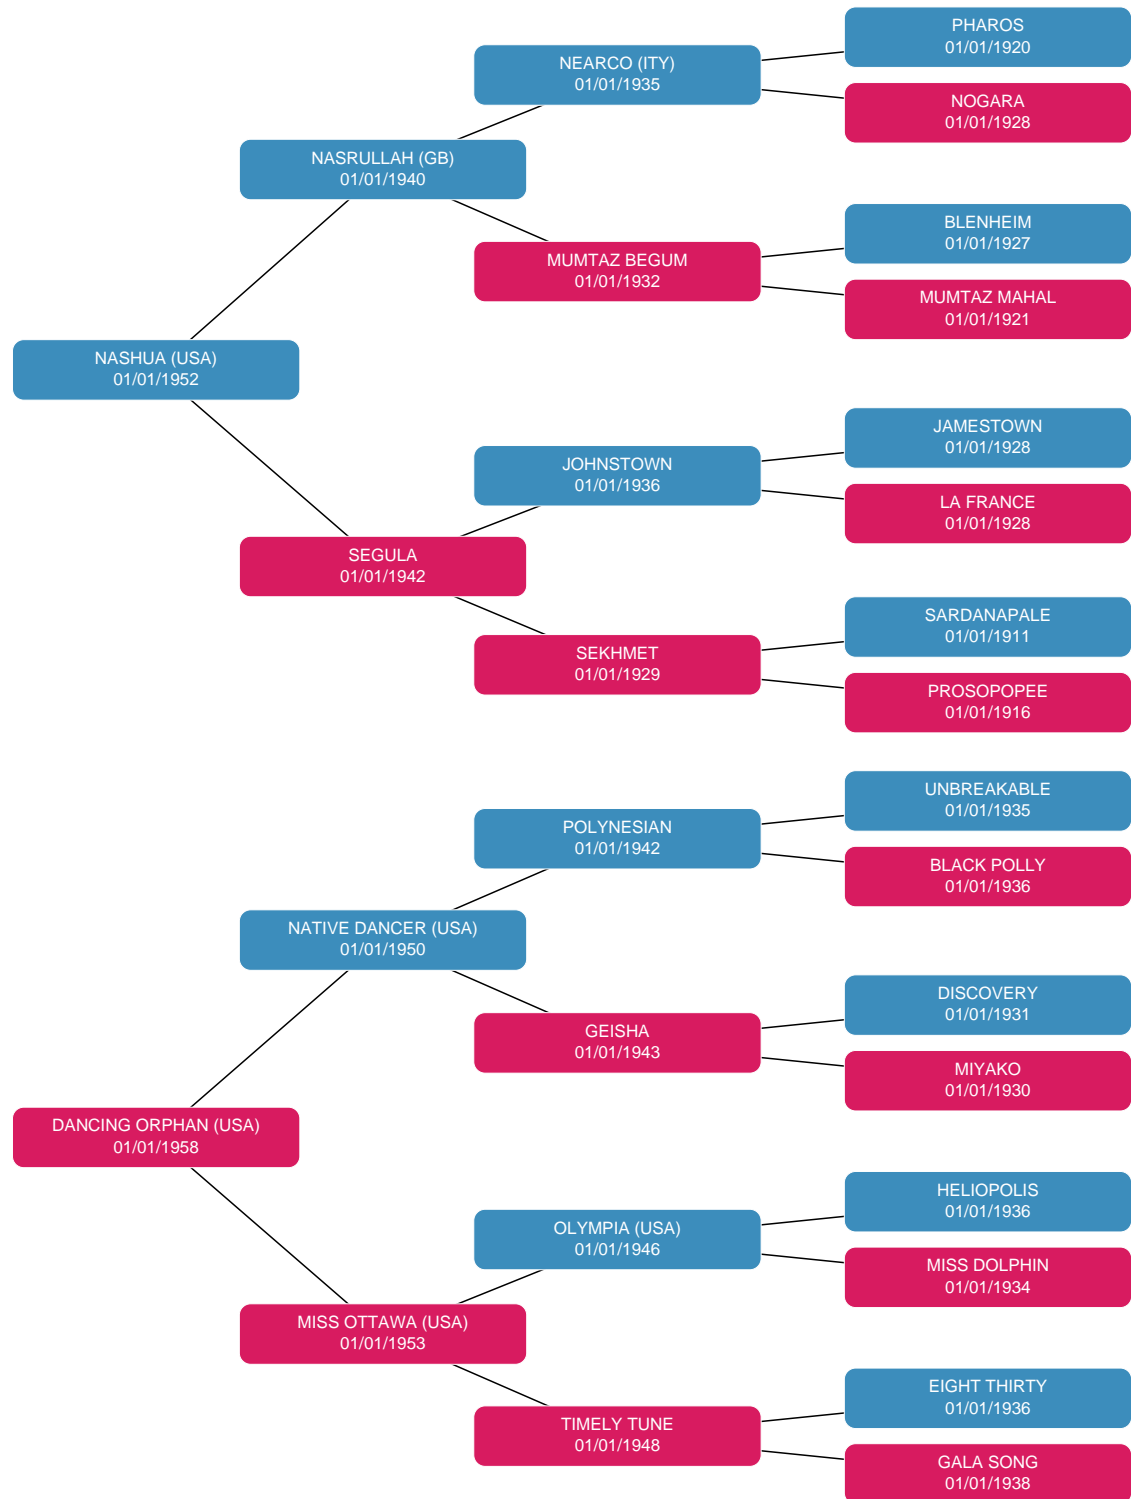 PHAROS
01/01/1920
NEARCO (ITY)
01/01/1935
NOGARA
01/01/1928
NASRULLAH (GB)
01/01/1940
BLENHEIM
01/01/1927
MUMTAZ BEGUM
01/01/1932
MUMTAZ MAHAL
01/01/1921
NASHUA (USA)
01/01/1952
JAMESTOWN
01/01/1928
JOHNSTOWN
01/01/1936
LA FRANCE
01/01/1928
SEGULA
01/01/1942
SARDANAPALE
01/01/1911
SEKHMET
01/01/1929
PROSOPOPEE
01/01/1916
UNBREAKABLE
01/01/1935
POLYNESIAN
01/01/1942
BLACK POLLY
01/01/1936
NATIVE DANCER (USA)
01/01/1950
DISCOVERY
01/01/1931
GEISHA
01/01/1943
MIYAKO
01/01/1930
DANCING ORPHAN (USA)
01/01/1958
HELIOPOLIS
01/01/1936
OLYMPIA (USA)
01/01/1946
MISS DOLPHIN
01/01/1934
MISS OTTAWA (USA)
01/01/1953
EIGHT THIRTY
01/01/1936
TIMELY TUNE
01/01/1948
GALA SONG
01/01/1938